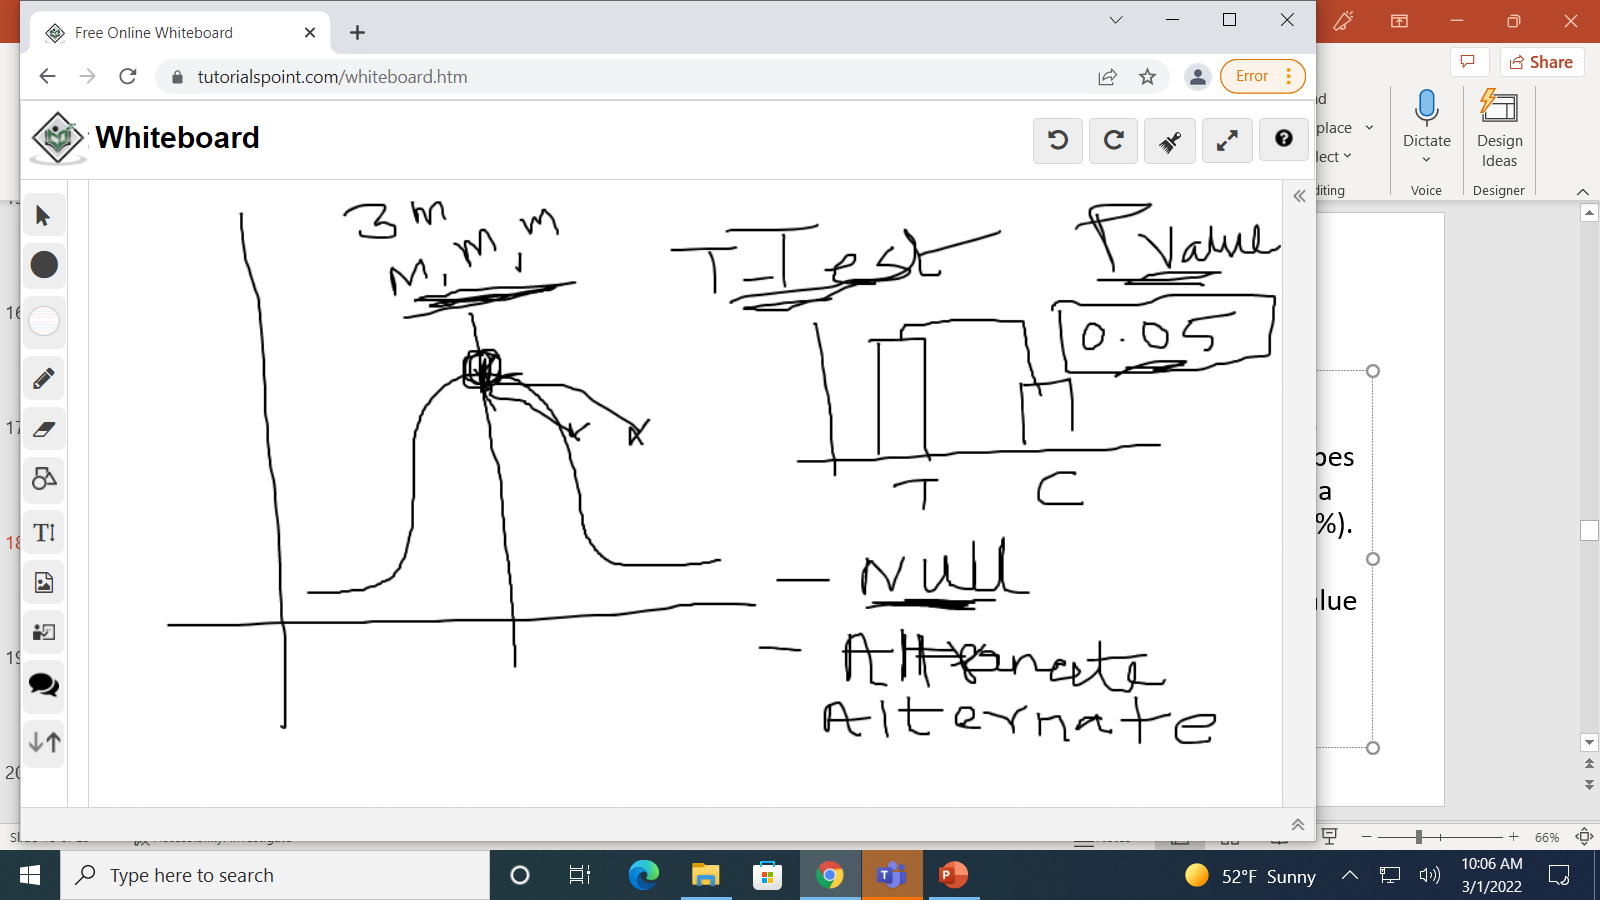 Free Online Whiteboard
tutorialspoint.com/whiteboard.htm
Error
Share
Whiteboard
nd
place
lect
diting
Dictate
Voice
Design
Ideas
Designer
3 m
M, m, m
T-Test
P value
0.05
T
C
- Null
- Alternate
Alternate
16
17
18
19
20
pes
a
%).
lue
66%
Type here to search
52°F Sunny
10:06 AM
3/1/2022